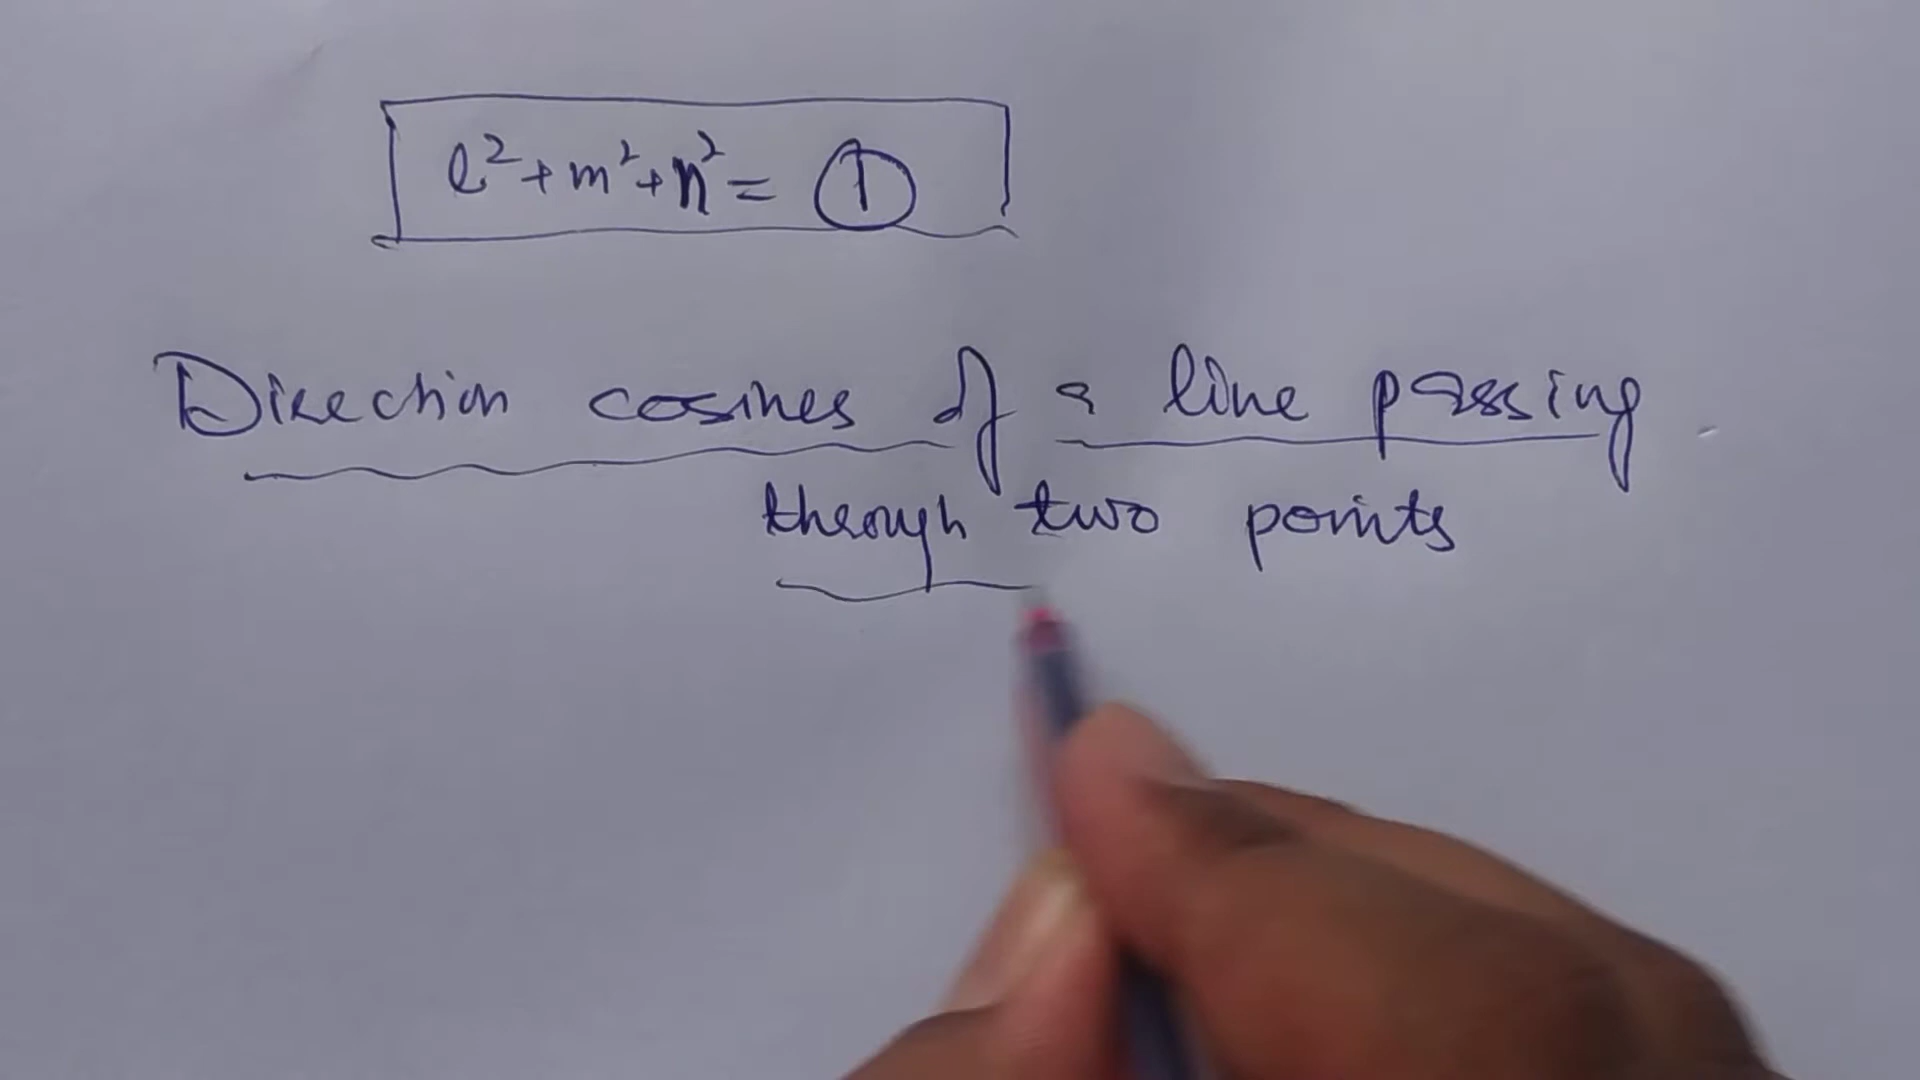 l²+m²+n²= 1
Direction cosines of a line passing
through two points